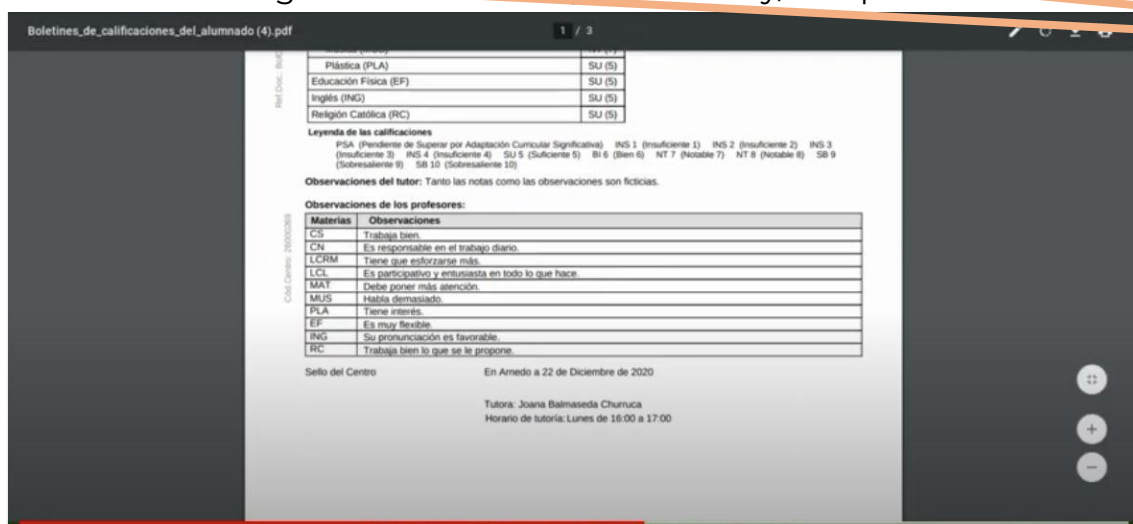 Boletines_de_calificaciones_del_alumnado (4).pdf
1 / 3
Plástica (PLA) SU (5)
Educación Física (EF) SU (5)
Inglés (ING) SU (5)
Religión Católica (RC) SU (5)
Leyenda de las calificaciones
PSA (Pendiente de Superar por Adaptación Curricular Significativa) INS 1 (Insuficiente 1) INS 2 (Insuficiente 2) INS 3
(Insuficiente 3) INS 4 (Insuficiente 4) SU 5 (Suficiente 5) BI 6 (Bien 6) NT 7 (Notable 7) NT 8 (Notable 8) SB 9
(Sobresaliente 9) SB 10 (Sobresaliente 10)
Observaciones del tutor: Tanto las notas como las observaciones son ficticias.
Observaciones de los profesores:
Materias Observaciones
CS Trabaja bien.
CN Es responsable en el trabajo diario.
LCRM Tiene que esforzarse más.
LCL Es participativo y entusiasta en todo lo que hace.
MAT Debe poner más atención.
MUS Habla demasiado.
PLA Tiene interés.
EF Es muy flexible.
ING Su pronunciación es favorable.
RC Trabaja bien lo que se le propone.
Cód.Centro: 26000269
Sello del Centro En Arnedo a 22 de Diciembre de 2020
Tutora: Joana Balmaseda Churruca
Horario de tutoría: Lunes de 16:00 a 17:00